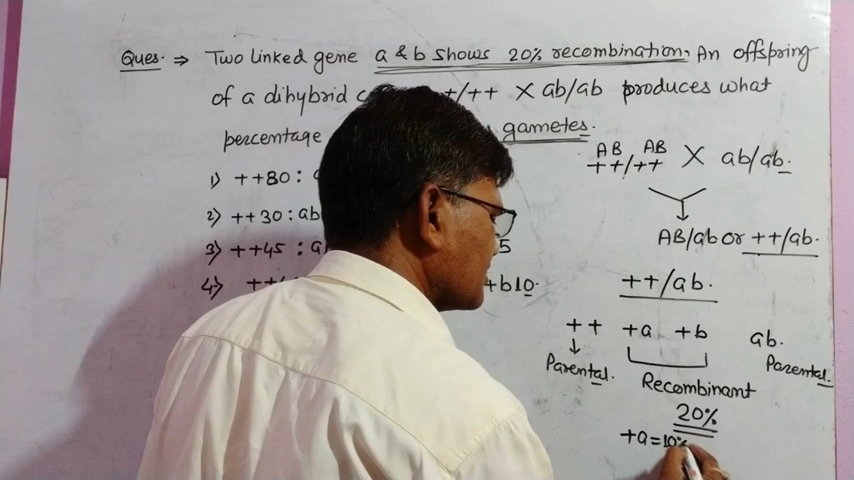 Ques. ⇒ Two linked gene a & b shows 20% recombination. An offspring
of a dihybrid +/++ × ab/ab produces what
percentage gametes.
1) ++80 :
2) ++30 : ab
3) ++45 : 5
4) +b10.
AB AB
++/++ × ab/ab.
AB/ab or ++/ab.
++/ab.
++ +a +b ab.
Parental. Parental.
Recombinant
20%
+a = 10%